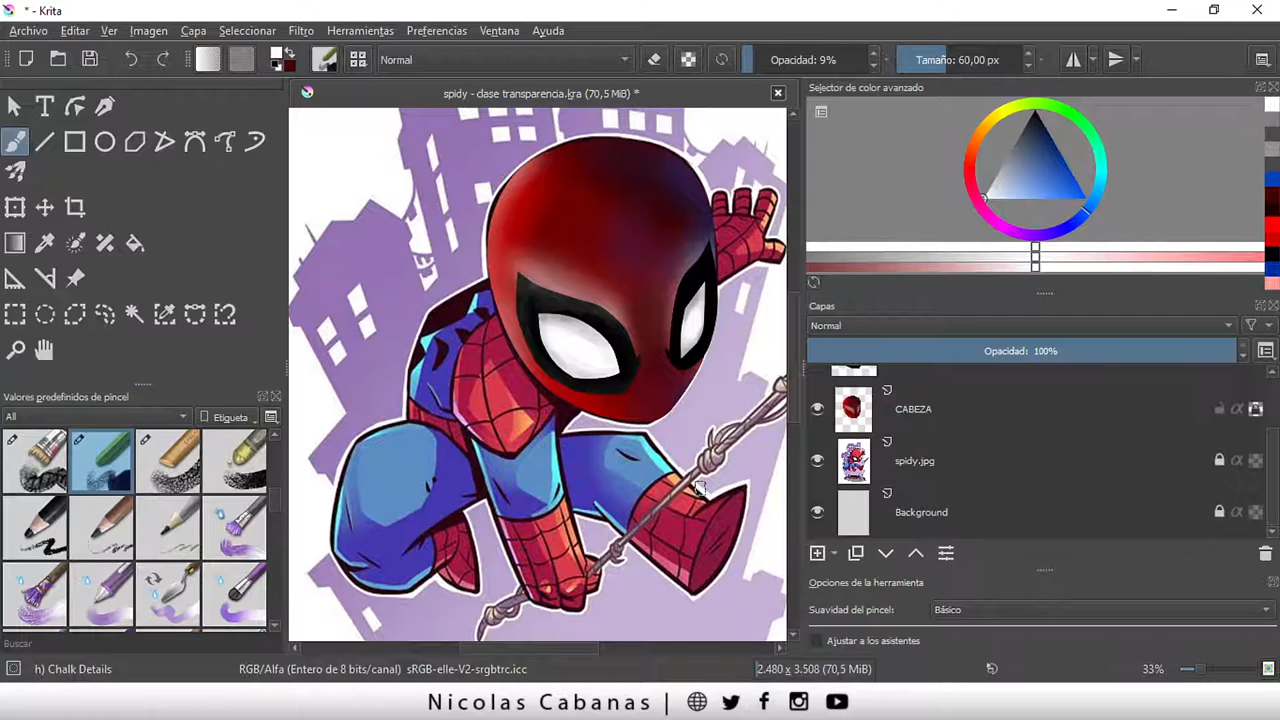 * - Krita
Archivo Editar Ver Imagen Capa Seleccionar Filtro Herramientas Preferencias Ventana Ayuda
Normal
Opacidad: 9%
Tamaño: 60,00 px
spidy - clase transparencia.kra (70,5 MiB) *
Selector de color avanzado
Capas
Normal
Opacidad: 100%
CABEZA
spidy.jpg
Background
Opciones de la herramienta
Suavidad del pincel: Básico
Ajustar a los asistentes
Valores predefinidos de pincel
All
Etiqueta
Buscar
h) Chalk Details
RGB/Alfa (Entero de 8 bits/canal) sRGB-elle-V2-srgbtrc.icc
2.480 x 3.508 (70,5 MiB)
33%
Nicolas Cabanas |